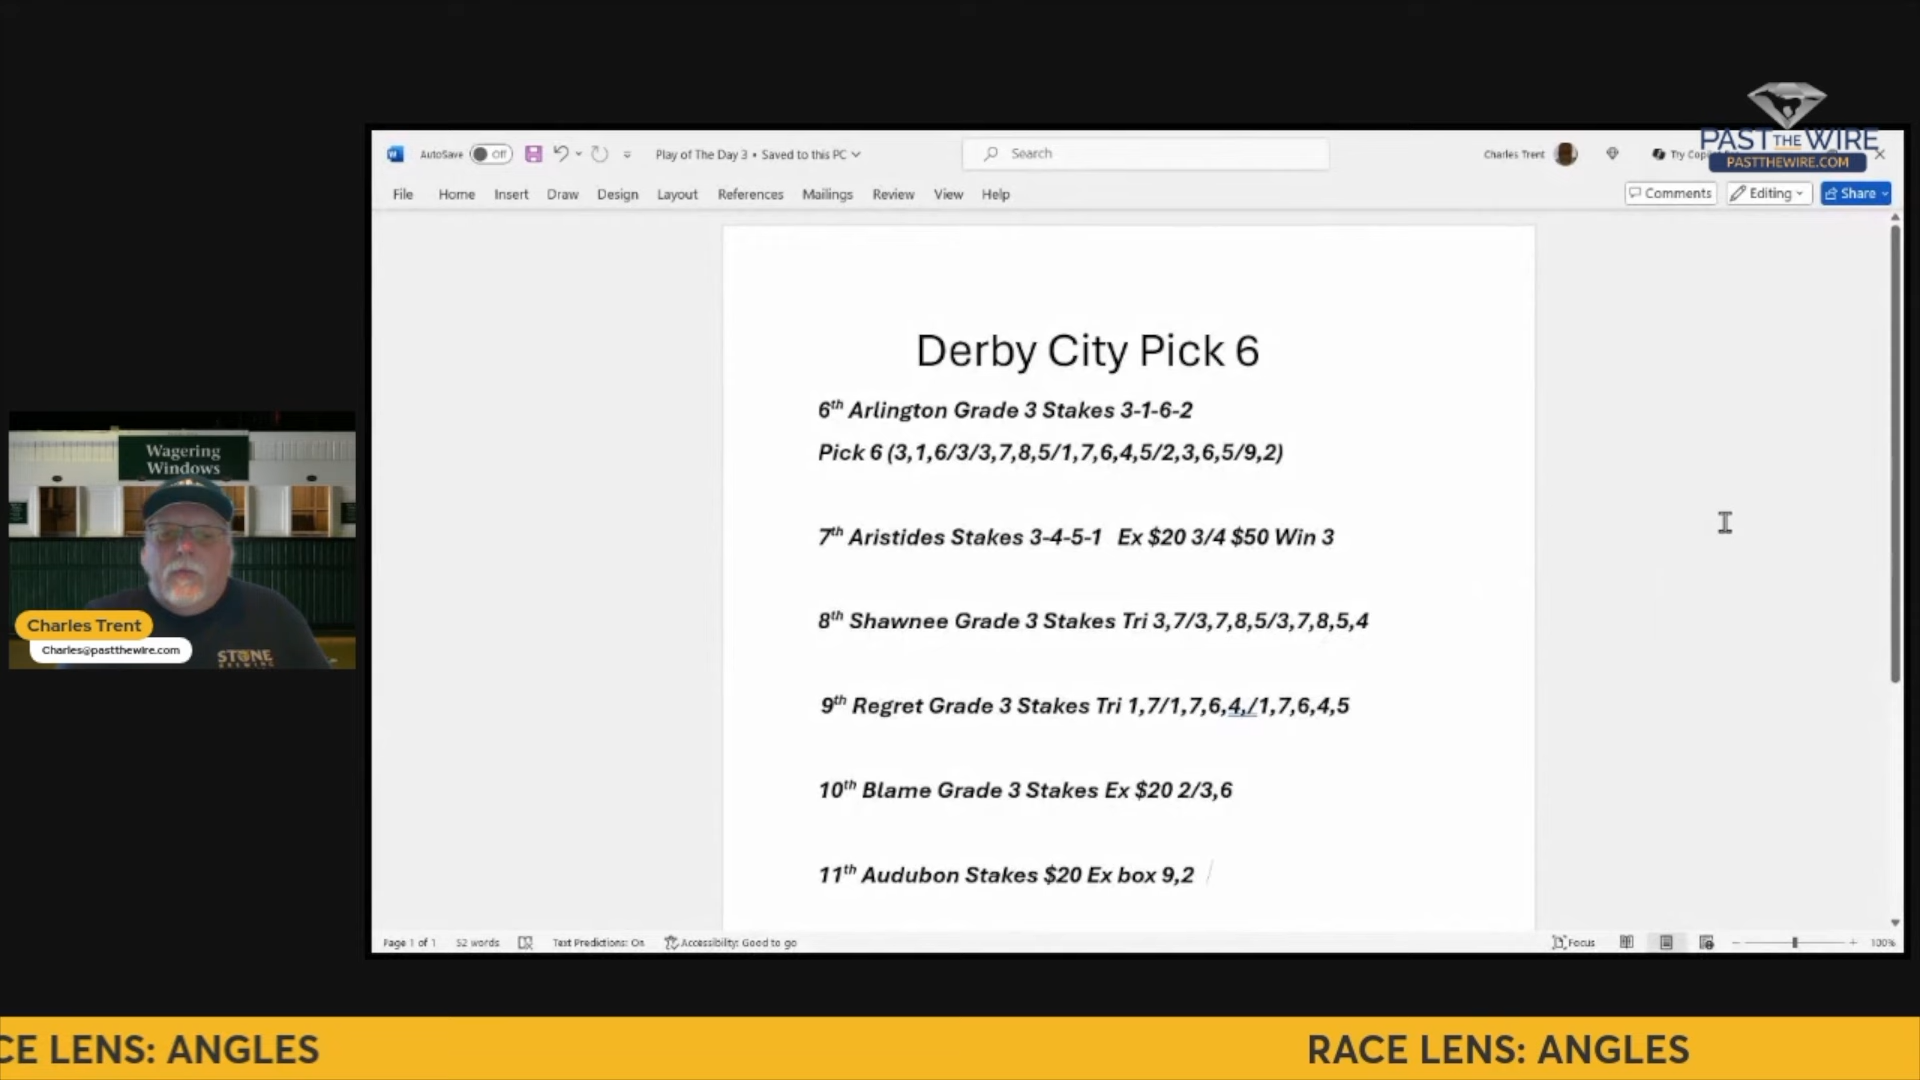 PAST THE WIRE
PASTTHEWIRE.COM
AutoSave Off Play of The Day 3 • Saved to this PC Search Charles Trent
File Home Insert Draw Design Layout References Mailings Review View Help Comments Editing Share
Derby City Pick 6
6th Arlington Grade 3 Stakes 3-1-6-2
Pick 6 (3,1,6/3/3,7,8,5/1,7,6,4,5/2,3,6,5/9,2)
7th Aristides Stakes 3-4-5-1 Ex $20 3/4 $50 Win 3
8th Shawnee Grade 3 Stakes Tri 3,7/3,7,8,5/3,7,8,5,4
9th Regret Grade 3 Stakes Tri 1,7/1,7,6,4,/1,7,6,4,5
10th Blame Grade 3 Stakes Ex $20 2/3,6
11th Audubon Stakes $20 Ex box 9,2
Wagering
Windows
Charles Trent
Charles@pastthewire.com
STONE
BREWING
Page 1 of 1 52 words Text Predictions: On Accessibility: Good to go Focus 100%
CE LENS: ANGLES RACE LENS: ANGLES